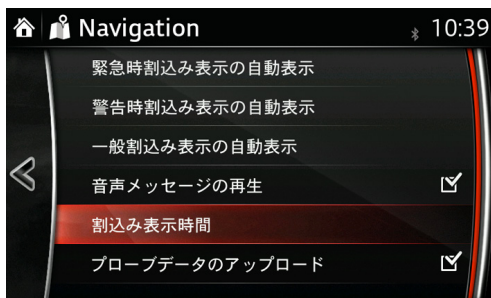 Navigation
10:39
緊急時割込み表示の自動表示
警告時割込み表示の自動表示
一般割込み表示の自動表示
音声メッセージの再生
割込み表示時間
プローブデータのアップロード